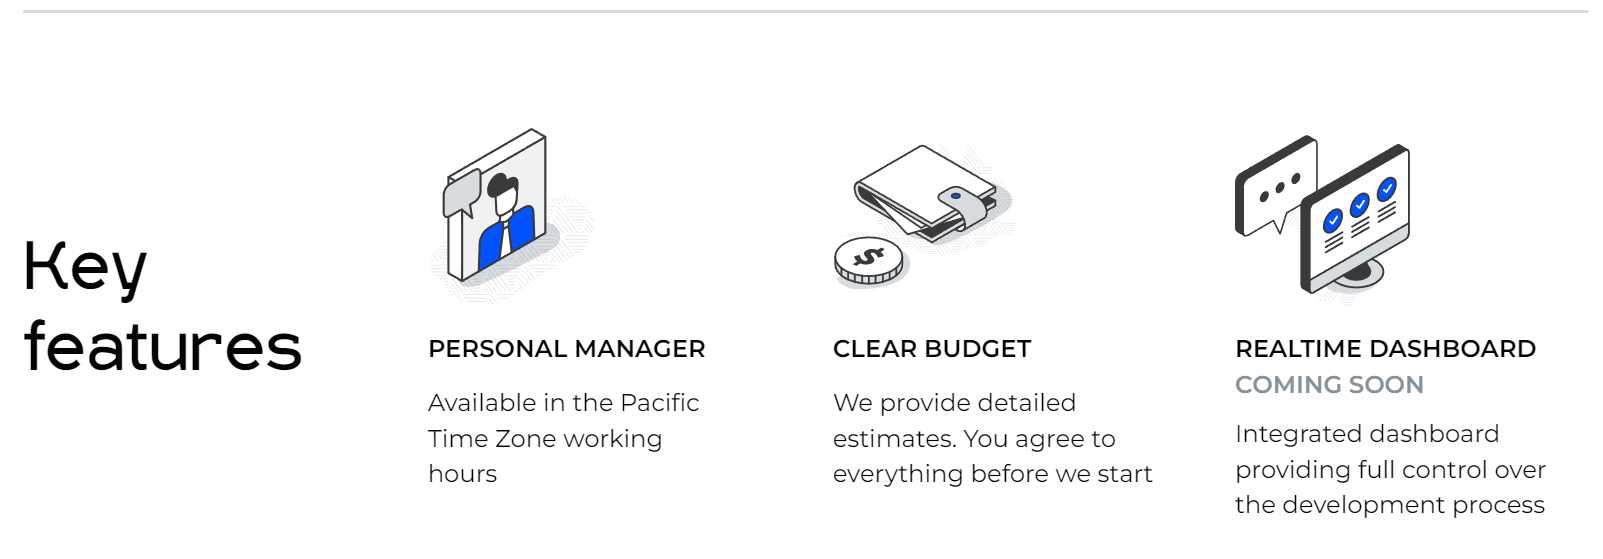 Key
features
PERSONAL MANAGER
Available in the Pacific
Time Zone working
hours
$
CLEAR BUDGET
We provide detailed
estimates. You agree to
everything before we start
REALTIME DASHBOARD
COMING SOON
Integrated dashboard
providing full control over
the development process